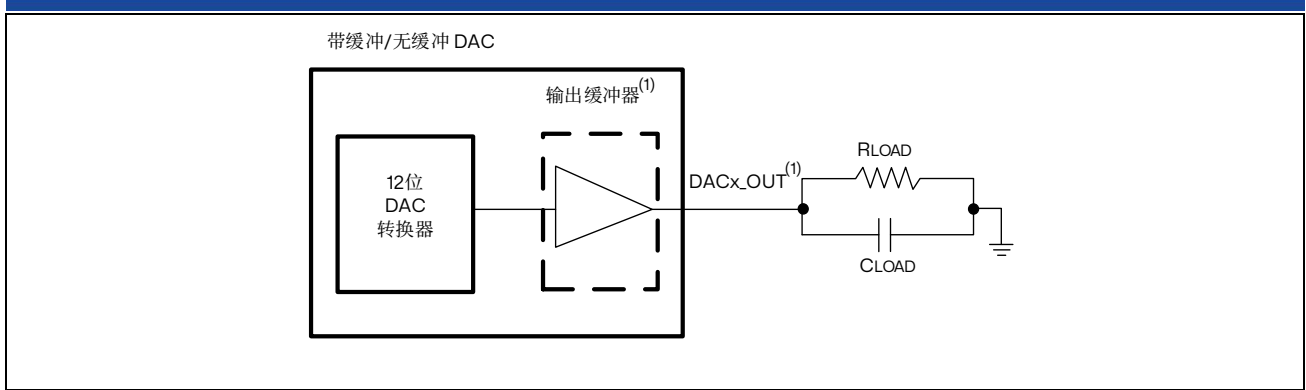 带缓冲/无缓冲 DAC
输出缓冲器(1)
12位
DAC
转换器
DACx_OUT(1)
RLOAD
CLOAD